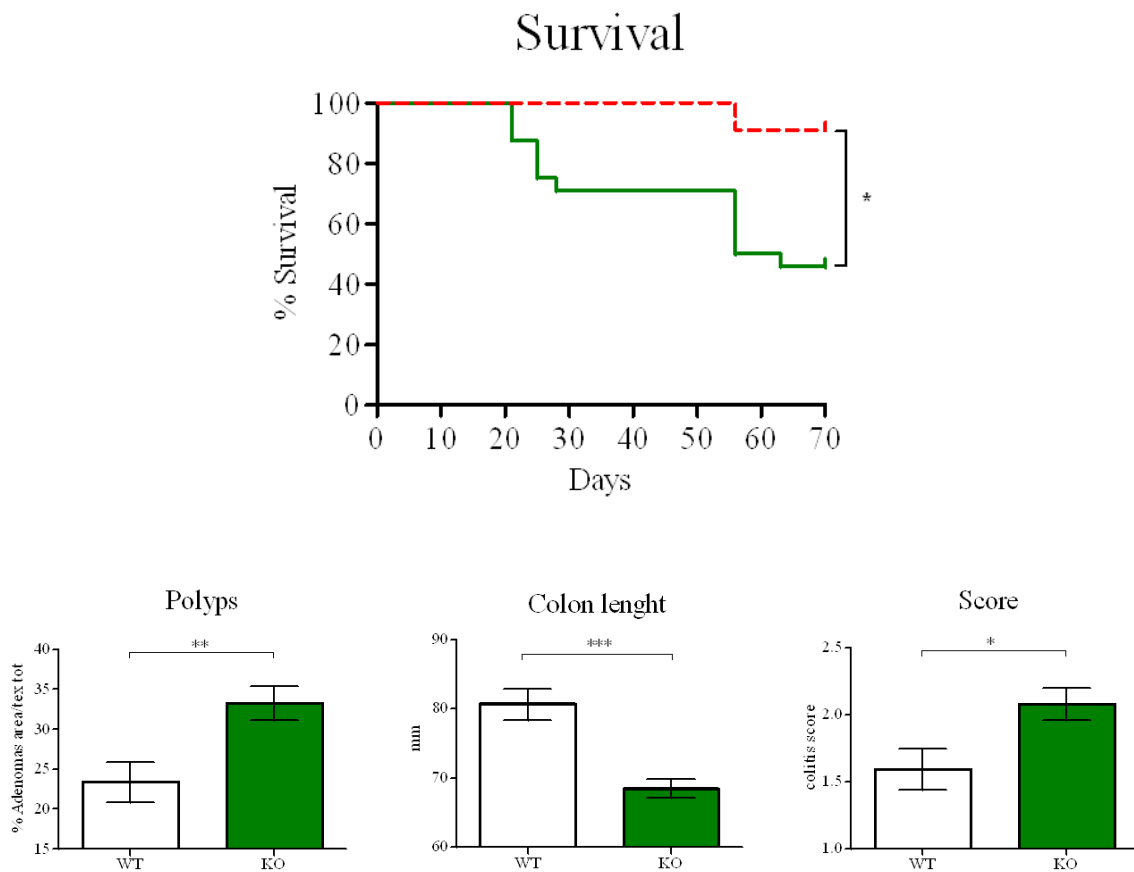 Survival
% Survival
100
80
60
40
20
0
0 10 20 30 40 50 60 70
Days
*
Polyps
% Adenomas area/tex tot
40
35
30
25
20
15
**
WT KO
Colon lenght
mm
90
80
70
60
***
WT KO
Score
colitis score
2.5
2.0
1.5
1.0
*
WT KO